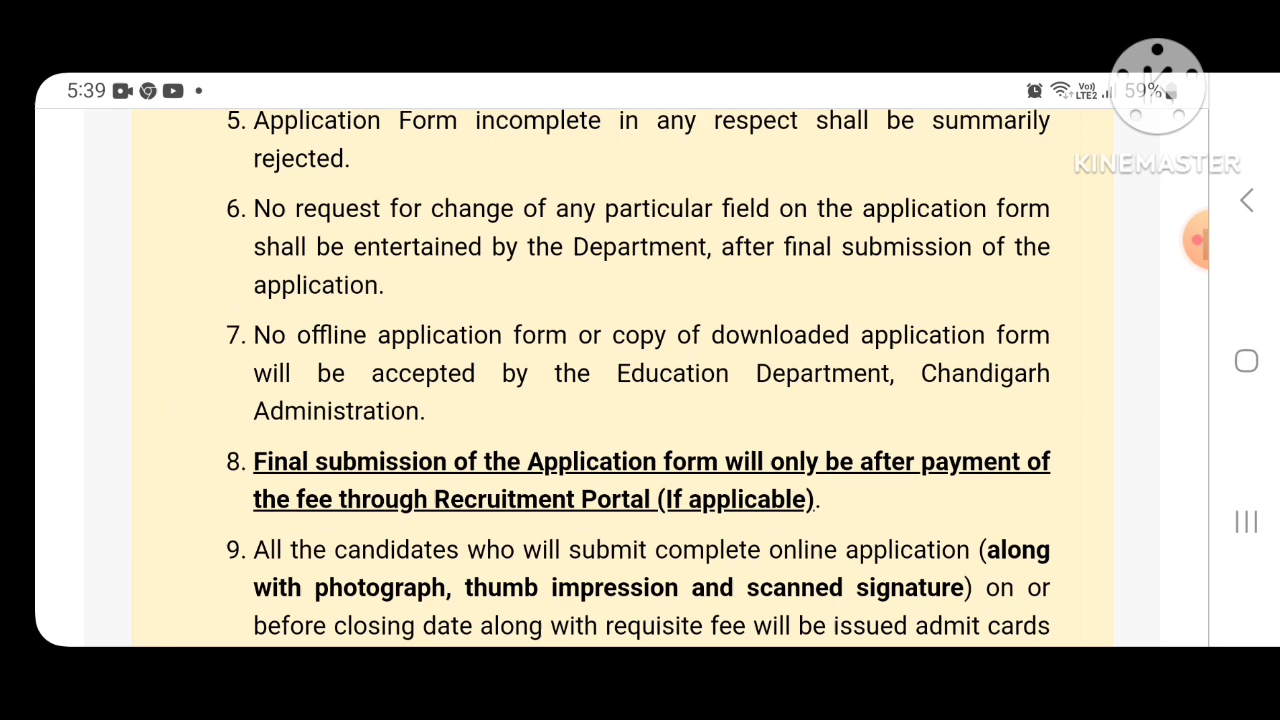 5:39
Vo))
LTE2
59%
KINEMASTER
5. Application Form incomplete in any respect shall be summarily
rejected.
6. No request for change of any particular field on the application form
shall be entertained by the Department, after final submission of the
application.
7. No offline application form or copy of downloaded application form
will be accepted by the Education Department, Chandigarh
Administration.
8. Final submission of the Application form will only be after payment of
the fee through Recruitment Portal (If applicable).
9. All the candidates who will submit complete online application (along
with photograph, thumb impression and scanned signature) on or
before closing date along with requisite fee will be issued admit cards